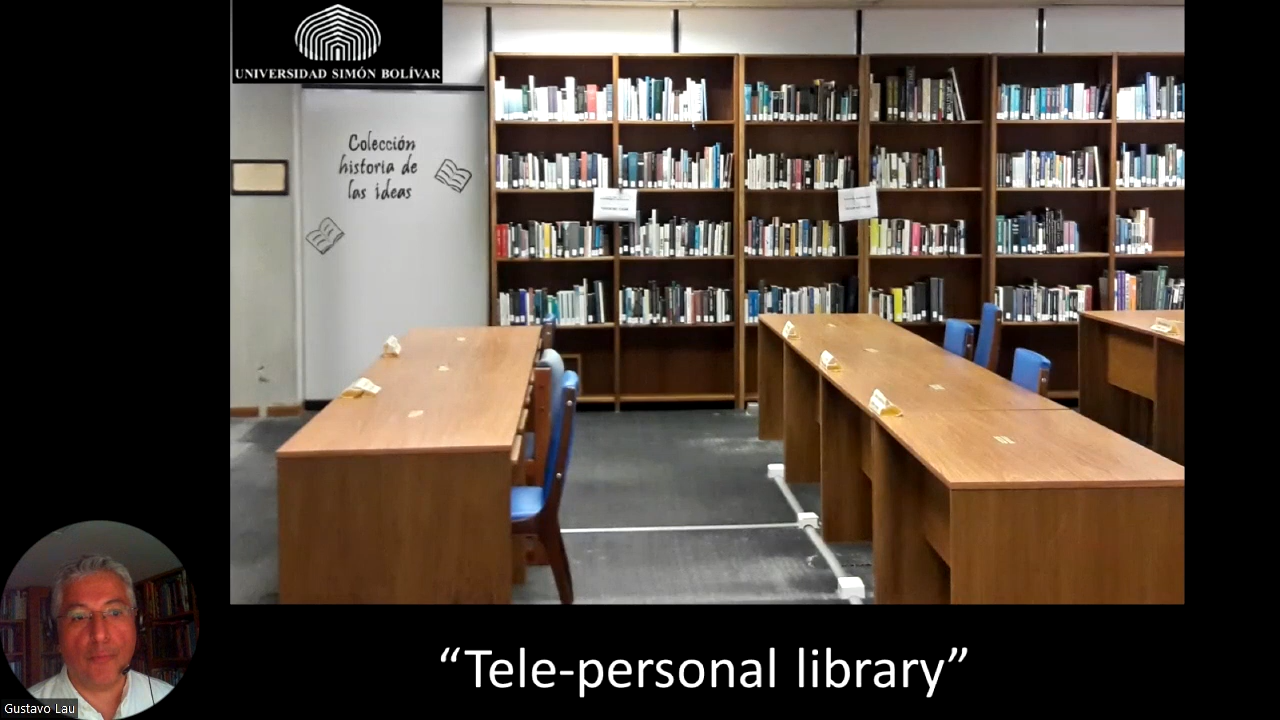 UNIVERSIDAD SIMÓN BOLÍVAR
Colección
historia de
las ideas
“Tele-personal library”
Gustavo Lau